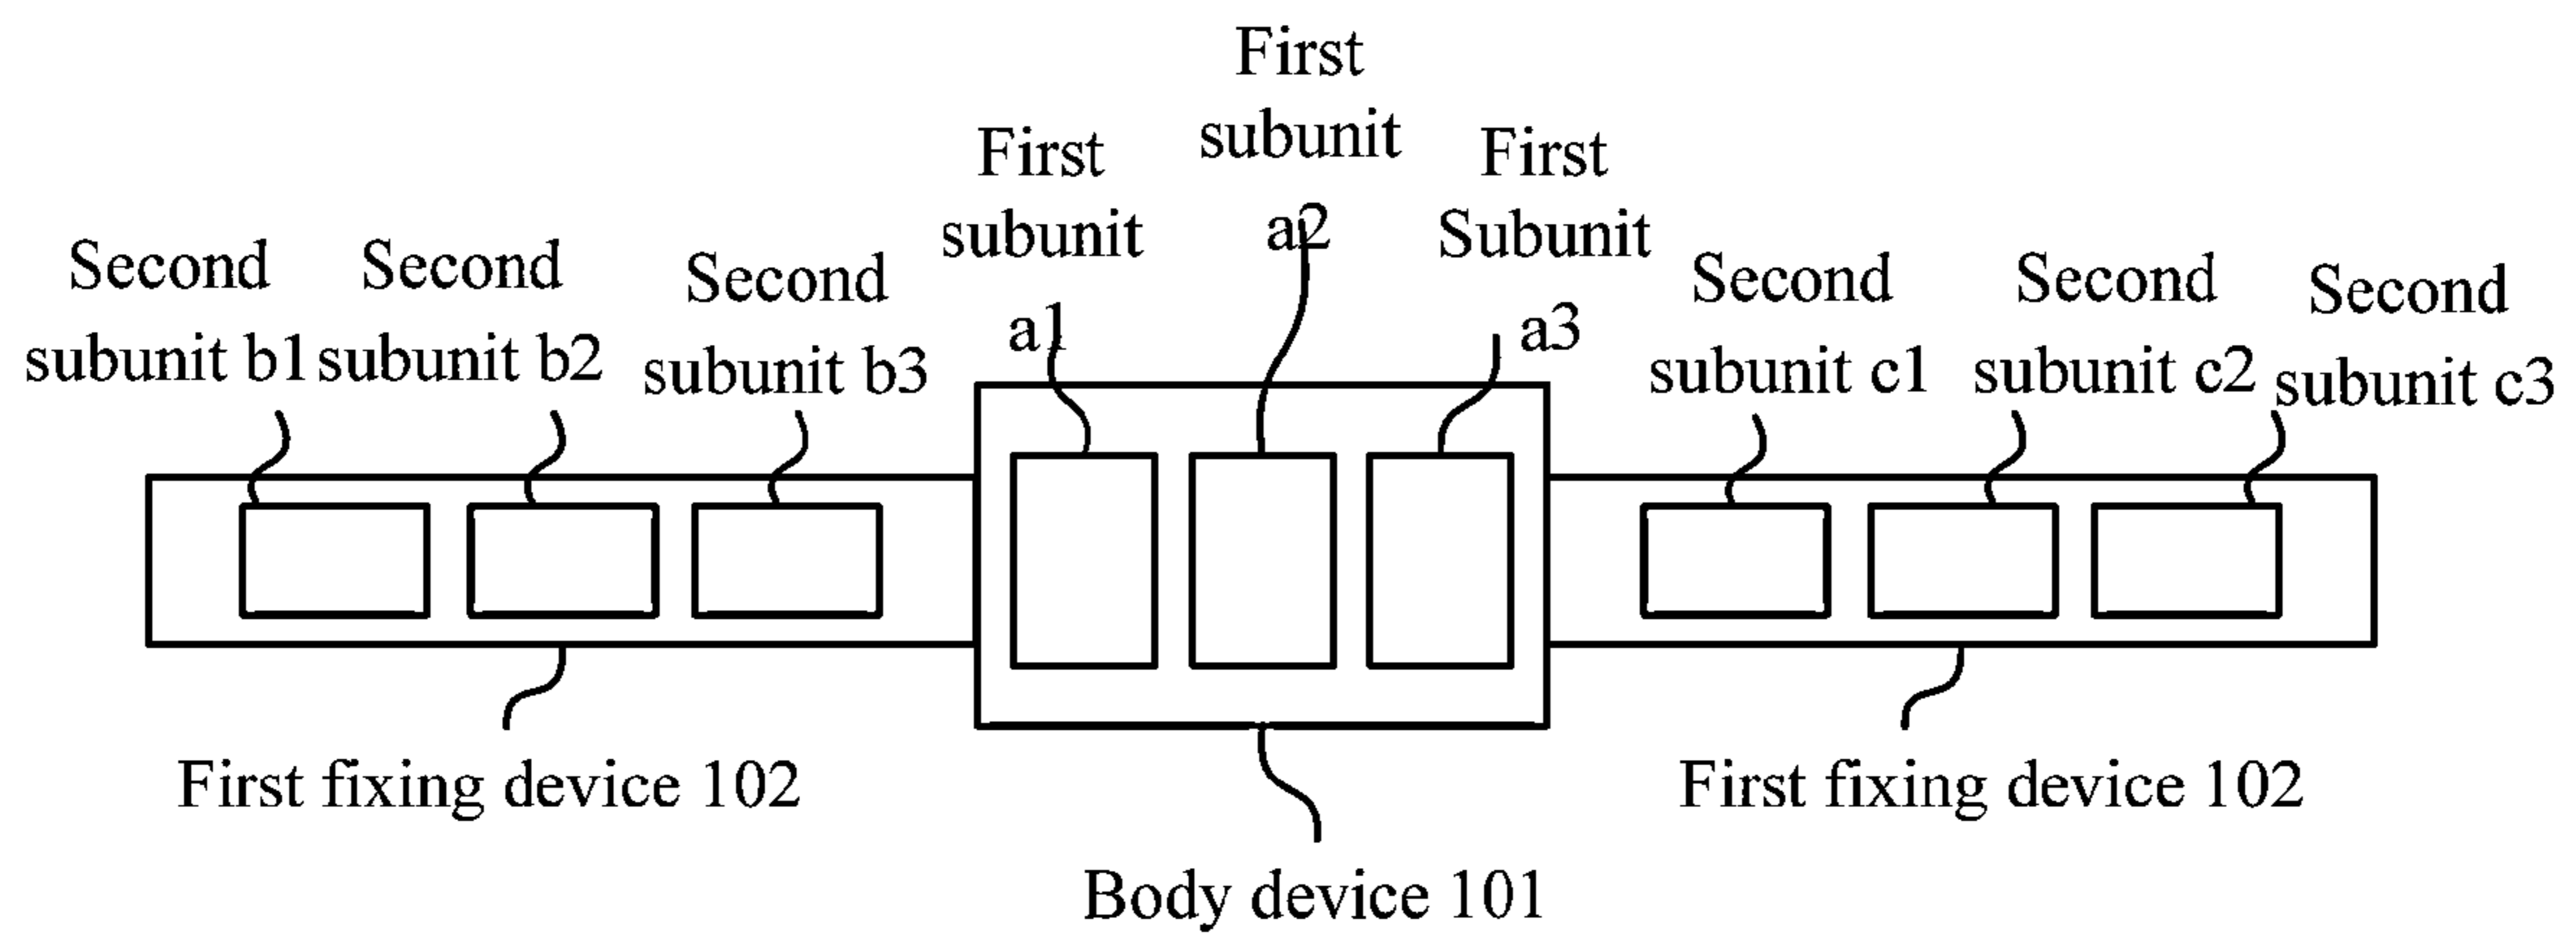 Second
subunit b1
Second
subunit b2
Second
subunit b3
First
subunit
a1
First
subunit
a2
First
Subunit
a3
Second
subunit c1
Second
subunit c2
Second
subunit c3
First fixing device 102
Body device 101
First fixing device 102